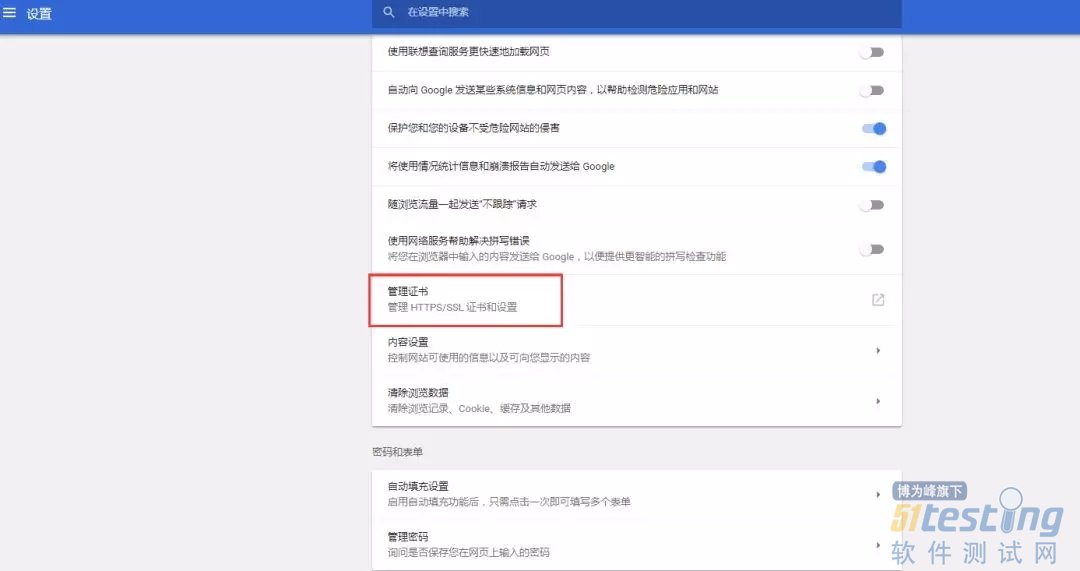 设置
在设置中搜索
使用联想查询服务更快速地加载网页
自动向 Google 发送某些系统信息和网页内容，以帮助检测危险应用和网站
保护您和您的设备不受危险网站的侵害
将使用情况统计信息和崩溃报告自动发送给 Google
随浏览流量一起发送“不跟踪”请求
使用网络服务帮助解决拼写错误
将您在浏览器中输入的内容发送给 Google，以便提供更智能的拼写检查功能
管理证书
管理 HTTPS/SSL 证书和设置
内容设置
控制网站可使用的信息以及可向您显示的内容
清除浏览数据
清除浏览记录、Cookie、缓存及其他数据
密码和表单
自动填充设置
启用自动填充功能后，只需点击一次即可填写多个表单
管理密码
询问是否保存您在网页上输入的密码
博为峰旗下
51testing
软件测试网